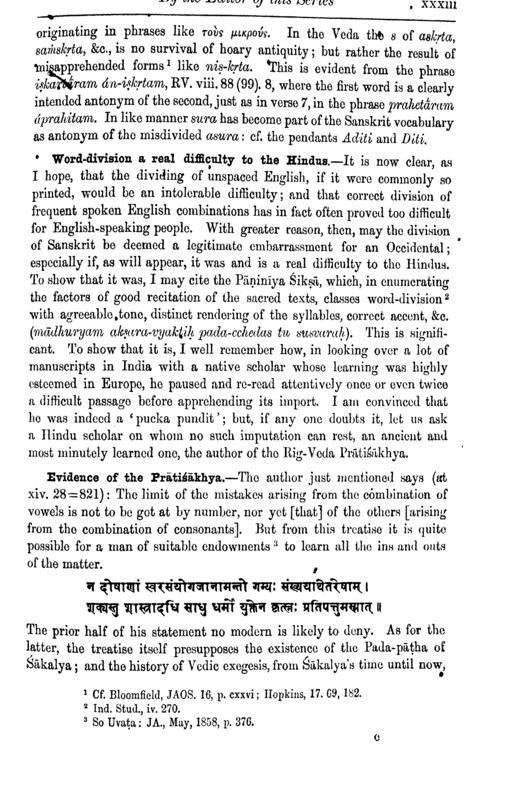 By the Editor of this Series xxxiii
originating in phrases like τοὺς μικρούς. In the Veda the s of askṛta,
saṁskṛta, &c., is no survival of hoary antiquity; but rather the result of
misapprehended forms¹ like niṣ-kṛta. This is evident from the phrase
iṣkartā́ram án-iṣkṛtam, RV. viii. 88 (99). 8, where the first word is a clearly
intended antonym of the second, just as in verse 7, in the phrase prahetā́ram
áprahitam. In like manner sura has become part of the Sanskrit vocabulary
as antonym of the misdivided asura: cf. the pendants Aditi and Diti.
Word-division a real difficulty to the Hindus.—It is now clear, as
I hope, that the dividing of unspaced English, if it were commonly so
printed, would be an intolerable difficulty; and that correct division of
frequent spoken English combinations has in fact often proved too difficult
for English-speaking people. With greater reason, then, may the division
of Sanskrit be deemed a legitimate embarrassment for an Occidental;
especially if, as will appear, it was and is a real difficulty to the Hindus.
To show that it was, I may cite the Pāṇinīya Śikṣā, which, in enumerating
the factors of good recitation of the sacred texts, classes word-division²
with agreeable tone, distinct rendering of the syllables, correct accent, &c.
(mādhuryam akṣara-vyaktiḥ pada-cchedas tu susvaraḥ). This is signifi-
cant. To show that it is, I well remember how, in looking over a lot of
manuscripts in India with a native scholar whose learning was highly
esteemed in Europe, he paused and re-read attentively once or even twice
a difficult passage before apprehending its import. I am convinced that
he was indeed a ‘pucka pundit’; but, if any one doubts it, let us ask
a Hindu scholar on whom no such imputation can rest, an ancient and
most minutely learned one, the author of the Rig-Veda Prātiśākhya.
Evidence of the Prātiśākhya.—The author just mentioned says (at
xiv. 28=821): The limit of the mistakes arising from the combination of
vowels is not to be got at by number, nor yet [that] of the others [arising
from the combination of consonants]. But from this treatise it is quite
possible for a man of suitable endowments³ to learn all the ins and outs
of the matter.
न दोषाणां स्वरसंयोगजानामन्तो गम्यः संख्ययाथेतरेषाम्।
शक्यस्तु शास्त्रादधि साधु धर्मो युक्तेन कृत्स्नः प्रतिपत्तुमस्मात्॥
The prior half of his statement no modern is likely to deny. As for the
latter, the treatise itself presupposes the existence of the Pada-pāṭha of
Śākalya; and the history of Vedic exegesis, from Śākalya's time until now,
¹ Cf. Bloomfield, JAOS. 16, p. cxxvi; Hopkins, 17. 69, 182.
² Ind. Stud., iv. 270.
³ So Uvaṭa: JA., May, 1858, p. 376.
c